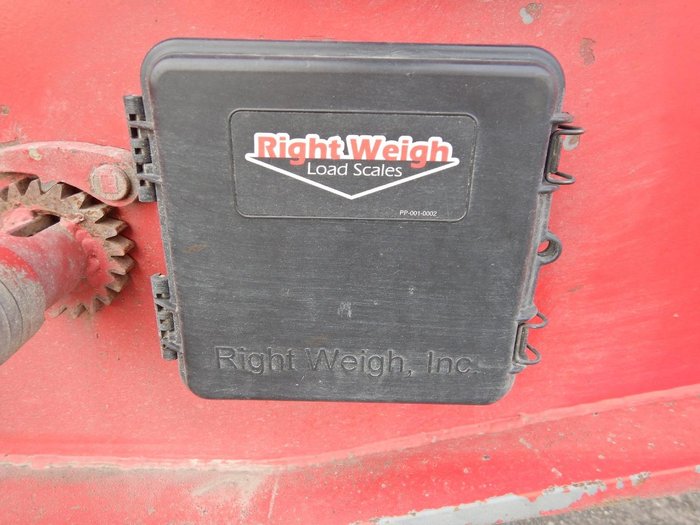 Right Weigh
Load Scales
PP-001-0002
Right Weigh, Inc.